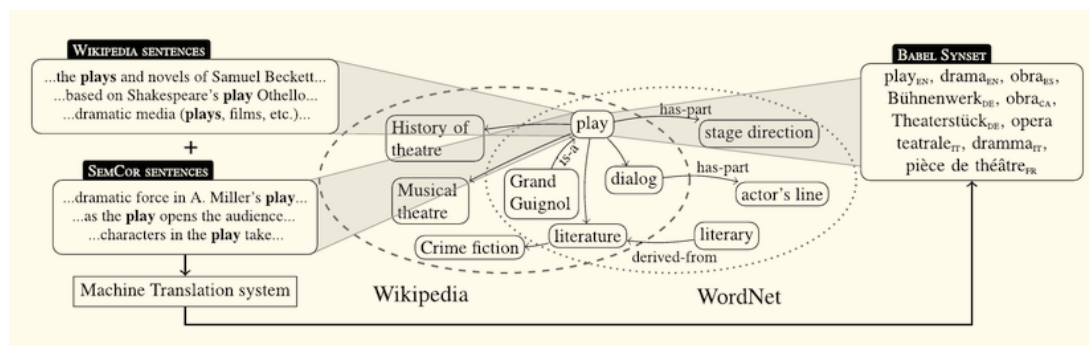 WIKIPEDIA SENTENCES
...the plays and novels of Samuel Beckett...
...based on Shakespeare's play Othello...
...dramatic media (plays, films, etc.)...
+
SEMCOR SENTENCES
...dramatic force in A. Miller's play...
...as the play opens the audience...
...characters in the play take...
Machine Translation system
History of
theatre
Musical
theatre
Crime fiction
play
is-a
Grand
Guignol
dialog
literature
has-part
stage direction
has-part
actor's line
literary
derived-from
Wikipedia
WordNet
BABEL SYNSET
playEN, dramaEN, obraES,
BühnenwerkDE, obraCA,
TheaterstückDE, opera
teatraleIT, drammaIT,
pièce de théâtreFR